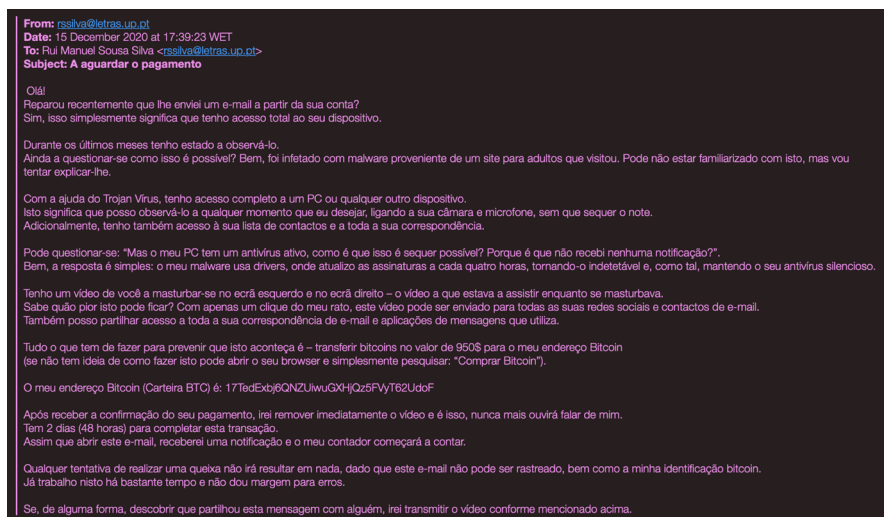 From: rssilva@letras.up.pt
Date: 15 December 2020 at 17:39:23 WET
To: Rui Manuel Sousa Silva <rssilva@letras.up.pt>
Subject: A aguardar o pagamento
Olá!
Reparou recentemente que lhe enviei um e-mail a partir da sua conta?
Sim, isso simplesmente significa que tenho acesso total ao seu dispositivo.
Durante os últimos meses tenho estado a observá-lo.
Ainda a questionar-se como isso é possível? Bem, foi infetado com malware proveniente de um site para adultos que visitou. Pode não estar familiarizado com isto, mas vou
tentar explicar-lhe.
Com a ajuda do Trojan Vírus, tenho acesso completo a um PC ou qualquer outro dispositivo.
Isto significa que posso observá-lo a qualquer momento que eu desejar, ligando a sua câmara e microfone, sem que sequer o note.
Adicionalmente, tenho também acesso à sua lista de contactos e a toda a sua correspondência.
Pode questionar-se: “Mas o meu PC tem um antivírus ativo, como é que isso é sequer possível? Porque é que não recebi nenhuma notificação?”.
Bem, a resposta é simples: o meu malware usa drivers, onde atualizo as assinaturas a cada quatro horas, tornando-o indetetável e, como tal, mantendo o seu antivírus silencioso.
Tenho um vídeo de você a masturbar-se no ecrã esquerdo e no ecrã direito – o vídeo a que estava a assistir enquanto se masturbava.
Sabe quão pior isto pode ficar? Com apenas um clique do meu rato, este vídeo pode ser enviado para todas as suas redes sociais e contactos de e-mail.
Também posso partilhar acesso a toda a sua correspondência de e-mail e aplicações de mensagens que utiliza.
Tudo o que tem de fazer para prevenir que isto aconteça é – transferir bitcoins no valor de 950$ para o meu endereço Bitcoin
(se não tem ideia de como fazer isto pode abrir o seu browser e simplesmente pesquisar: “Comprar Bitcoin”).
O meu endereço Bitcoin (Carteira BTC) é: 17TedExbj6QNZUiwuGXHjQz5FVyT62UdoF
Após receber a confirmação do seu pagamento, irei remover imediatamente o vídeo e é isso, nunca mais ouvirá falar de mim.
Tem 2 dias (48 horas) para completar esta transação.
Assim que abrir este e-mail, receberei uma notificação e o meu contador começará a contar.
Qualquer tentativa de realizar uma queixa não irá resultar em nada, dado que este e-mail não pode ser rastreado, bem como a minha identificação bitcoin.
Já trabalho nisto há bastante tempo e não dou margem para erros.
Se, de alguma forma, descobrir que partilhou esta mensagem com alguém, irei transmitir o vídeo conforme mencionado acima.